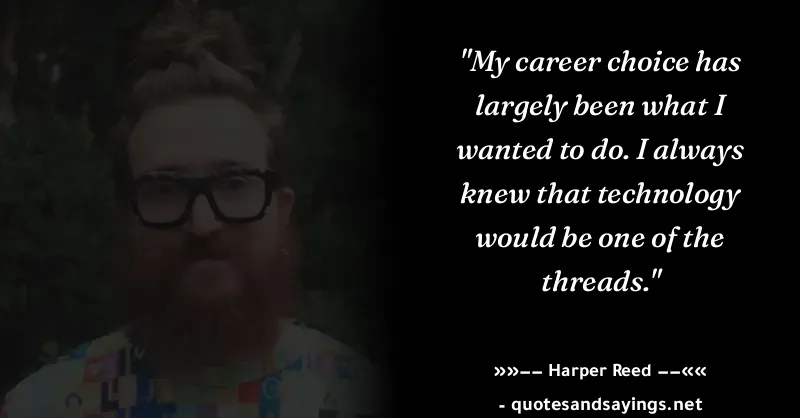 "My career choice has
largely been what I
wanted to do. I always
knew that technology
would be one of the
threads."
»»−− Harper Reed −−««
- quotesandsayings.net